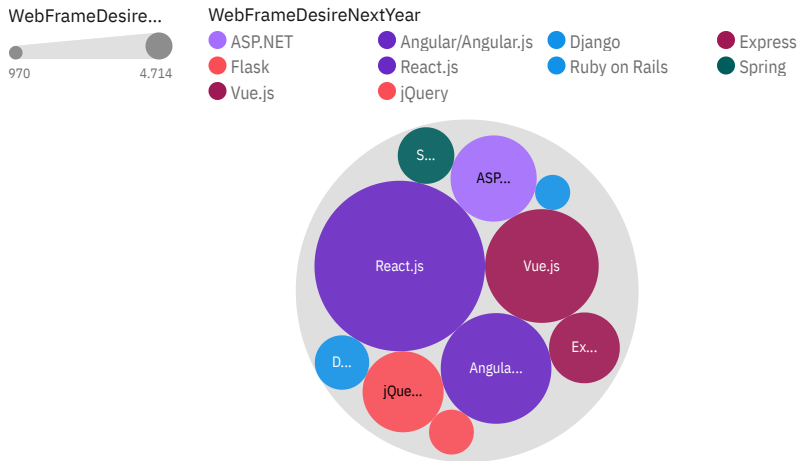 WebFrameDesire...
970
4.714
WebFrameDesireNextYear
ASP.NET
Angular/Angular.js
Django
Express
Flask
React.js
Ruby on Rails
Spring
Vue.js
jQuery
S...
ASP...
React.js
Vue.js
Ex...
D...
Angula...
jQue...